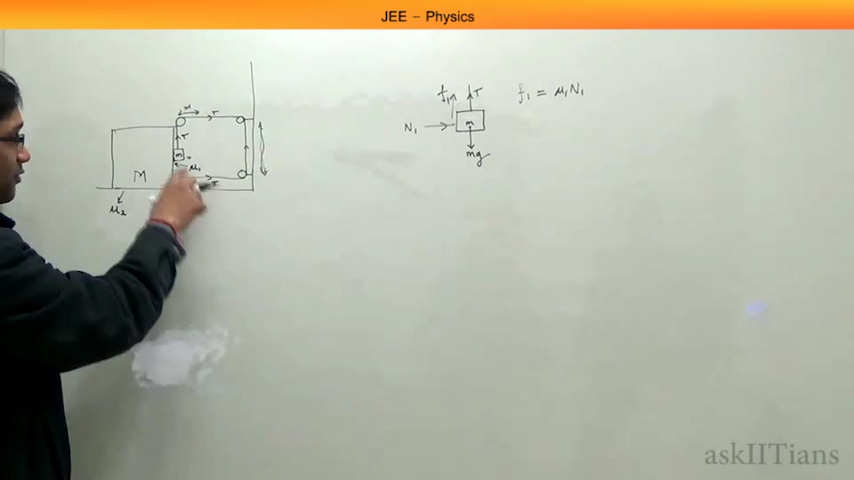 JEE – Physics
f₁ T
f₁ = μ₁N₁
N₁
m
mg
T
T
m
μ₁
M
T
μ₂
askIITians